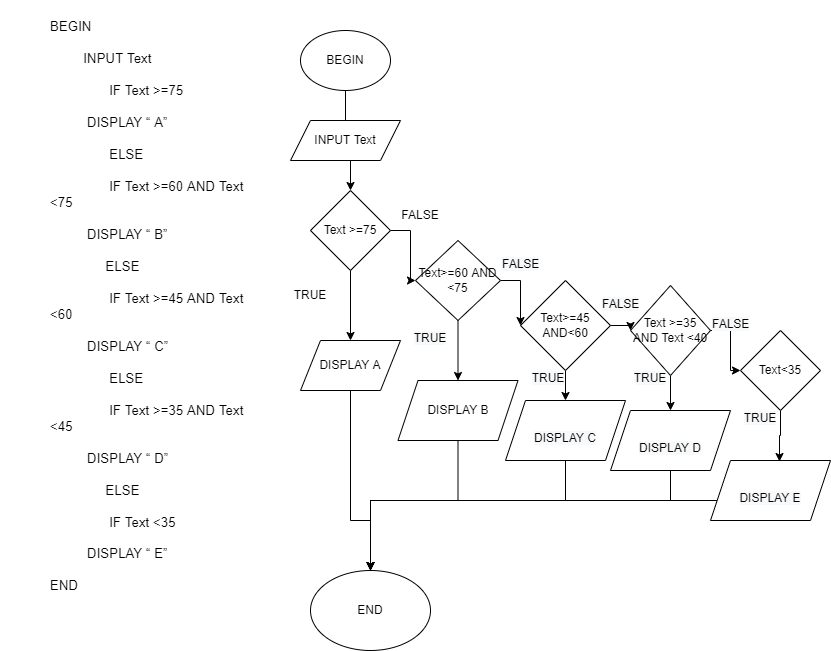 BEGIN
INPUT Text
IF Text >=75
DISPLAY “ A”
ELSE
IF Text >=60 AND Text
<75
DISPLAY “ B”
ELSE
IF Text >=45 AND Text
<60
DISPLAY “ C”
ELSE
IF Text >=35 AND Text
<45
DISPLAY “ D”
ELSE
IF Text <35
DISPLAY “ E”
END
BEGIN
INPUT Text
Text >=75
FALSE
TRUE
DISPLAY A
Text>=60 AND
<75
FALSE
TRUE
DISPLAY B
Text>=45
AND<60
FALSE
TRUE
DISPLAY C
Text >=35
AND Text <40
FALSE
TRUE
DISPLAY D
Text<35
TRUE
DISPLAY E
END